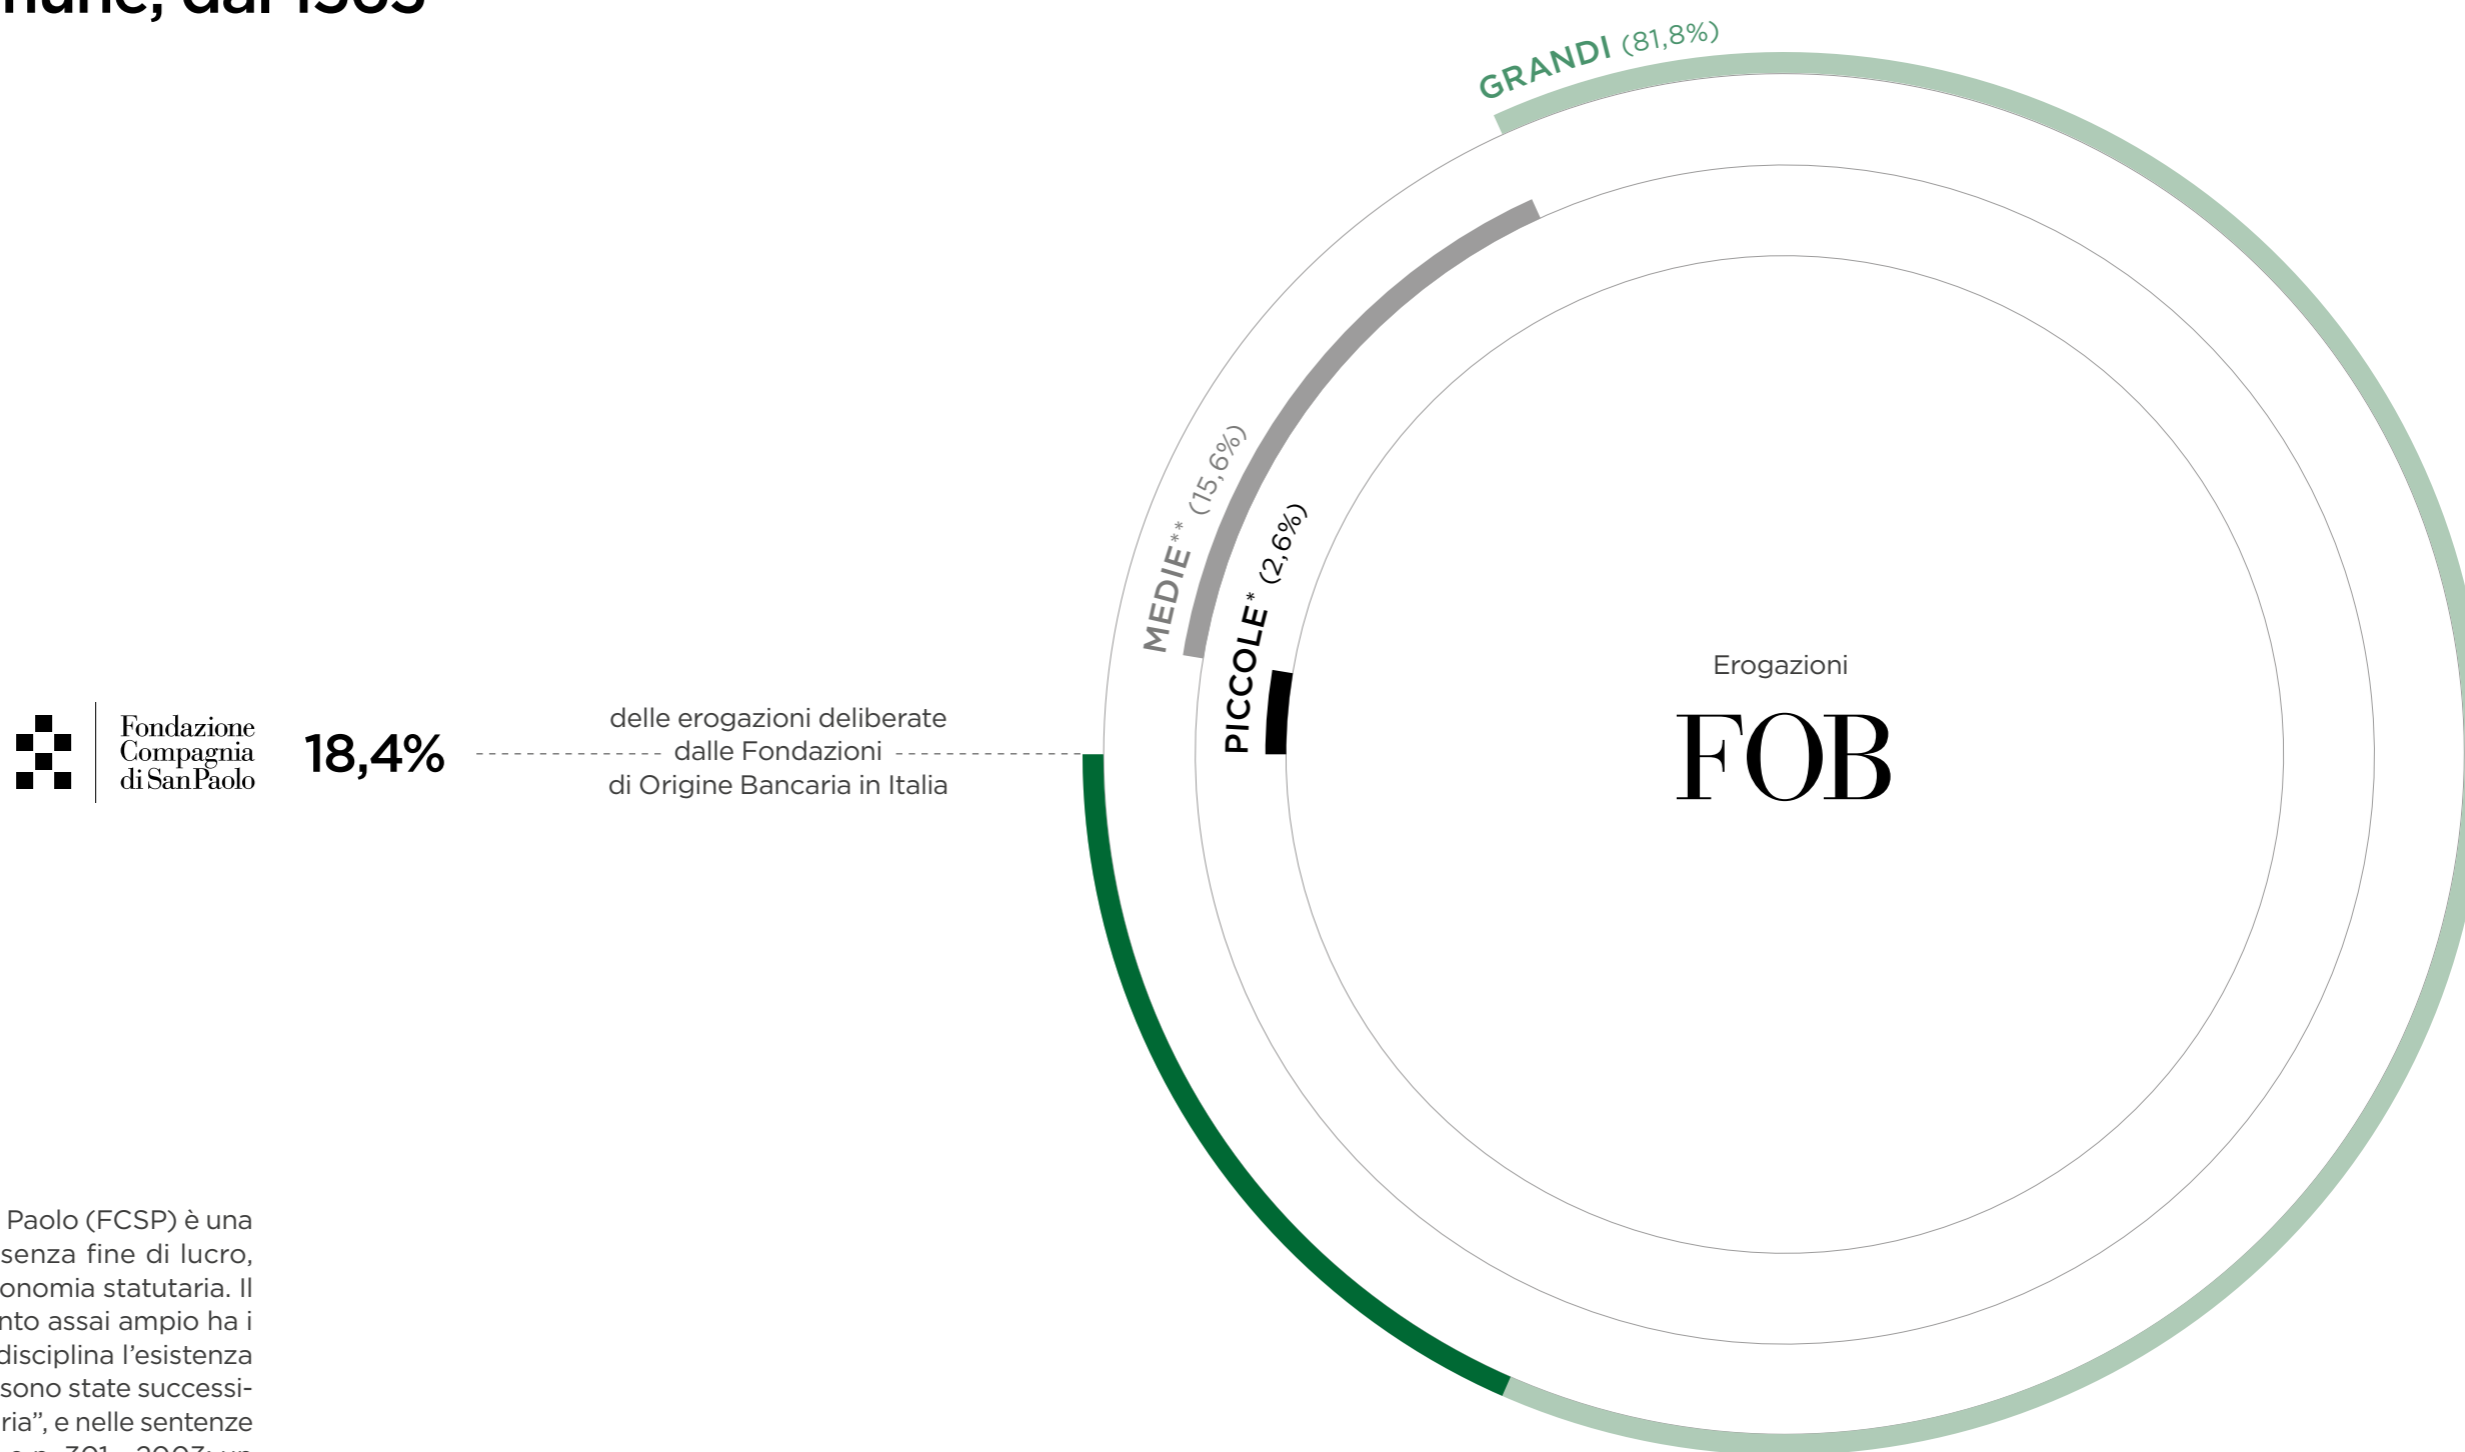 dal 1563
GRANDI (81,8%)
MEDIE** (15,6%)
PICCOLE* (2,6%)
Erogazioni
FOB
Fondazione
Compagnia
di San Paolo
18,4%
delle erogazioni deliberate
dalle Fondazioni
di Origine Bancaria in Italia
Paolo (FCSP) è una
senza fine di lucro,
onomia statutaria. Il
nto assai ampio ha i
disciplina l'esistenza
sono state successi-
ria”, e nelle sentenze